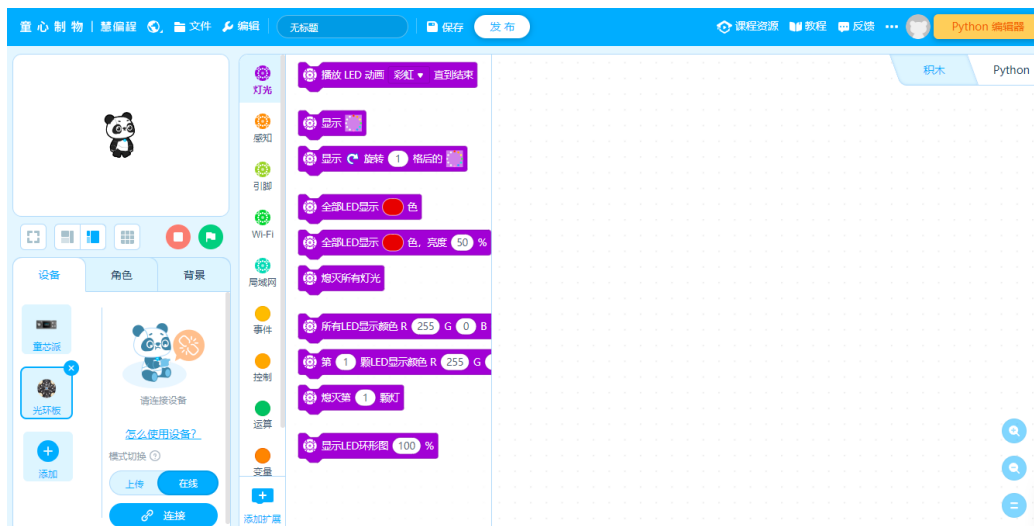 童心制物 | 慧编程 文件 编辑 无标题 保存 发布 课程资源 教程 反馈 ... Python 编辑器
积木 Python
灯光
感知
引脚
Wi-Fi
局域网
事件
控制
运算
变量
添加扩展
播放 LED 动画 彩虹 直到结束
显示
显示 旋转 1 格后的
全部LED显示 色
全部LED显示 色, 亮度 50 %
熄灭所有灯光
所有LED显示颜色 R 255 G 0 B
第 1 颗LED显示颜色 R 255 G
熄灭第 1 颗灯
显示LED环形图 100 %
设备 角色 背景
童芯派
光环板
添加
请连接设备
怎么使用设备?
模式切换 ?
上传 在线
连接